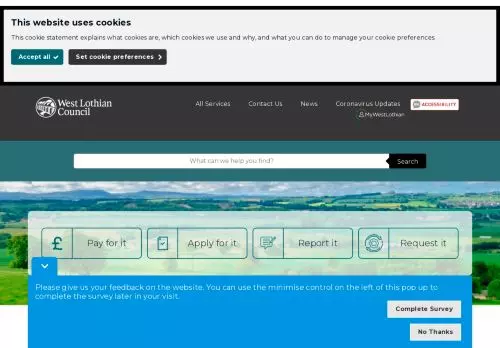 This website uses cookies
This cookie statement explains what cookies are, which cookies we use and why, and what you can do to manage your cookie preferences
Accept all
Set cookie preferences
West Lothian
Council
All Services
Contact Us
News
Coronavirus Updates
ACCESSIBILITY
MyWestLothian
What can we help you find?
Search
Pay for it
Apply for it
Report it
Request it
Please give us your feedback on the website. You can use the minimise control on the left of this pop up to
complete the survey later in your visit.
Complete Survey
No Thanks